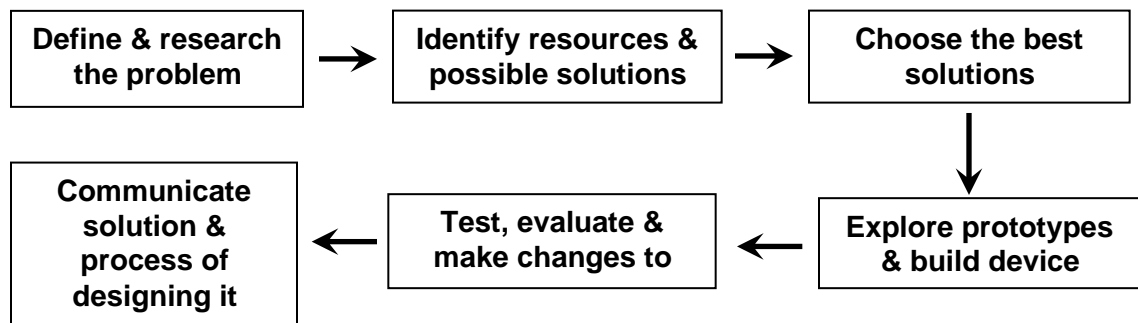 Define & research
the problem
Identify resources &
possible solutions
Choose the best
solutions
Explore prototypes
& build device
Test, evaluate &
make changes to
Communicate
solution &
process of
designing it